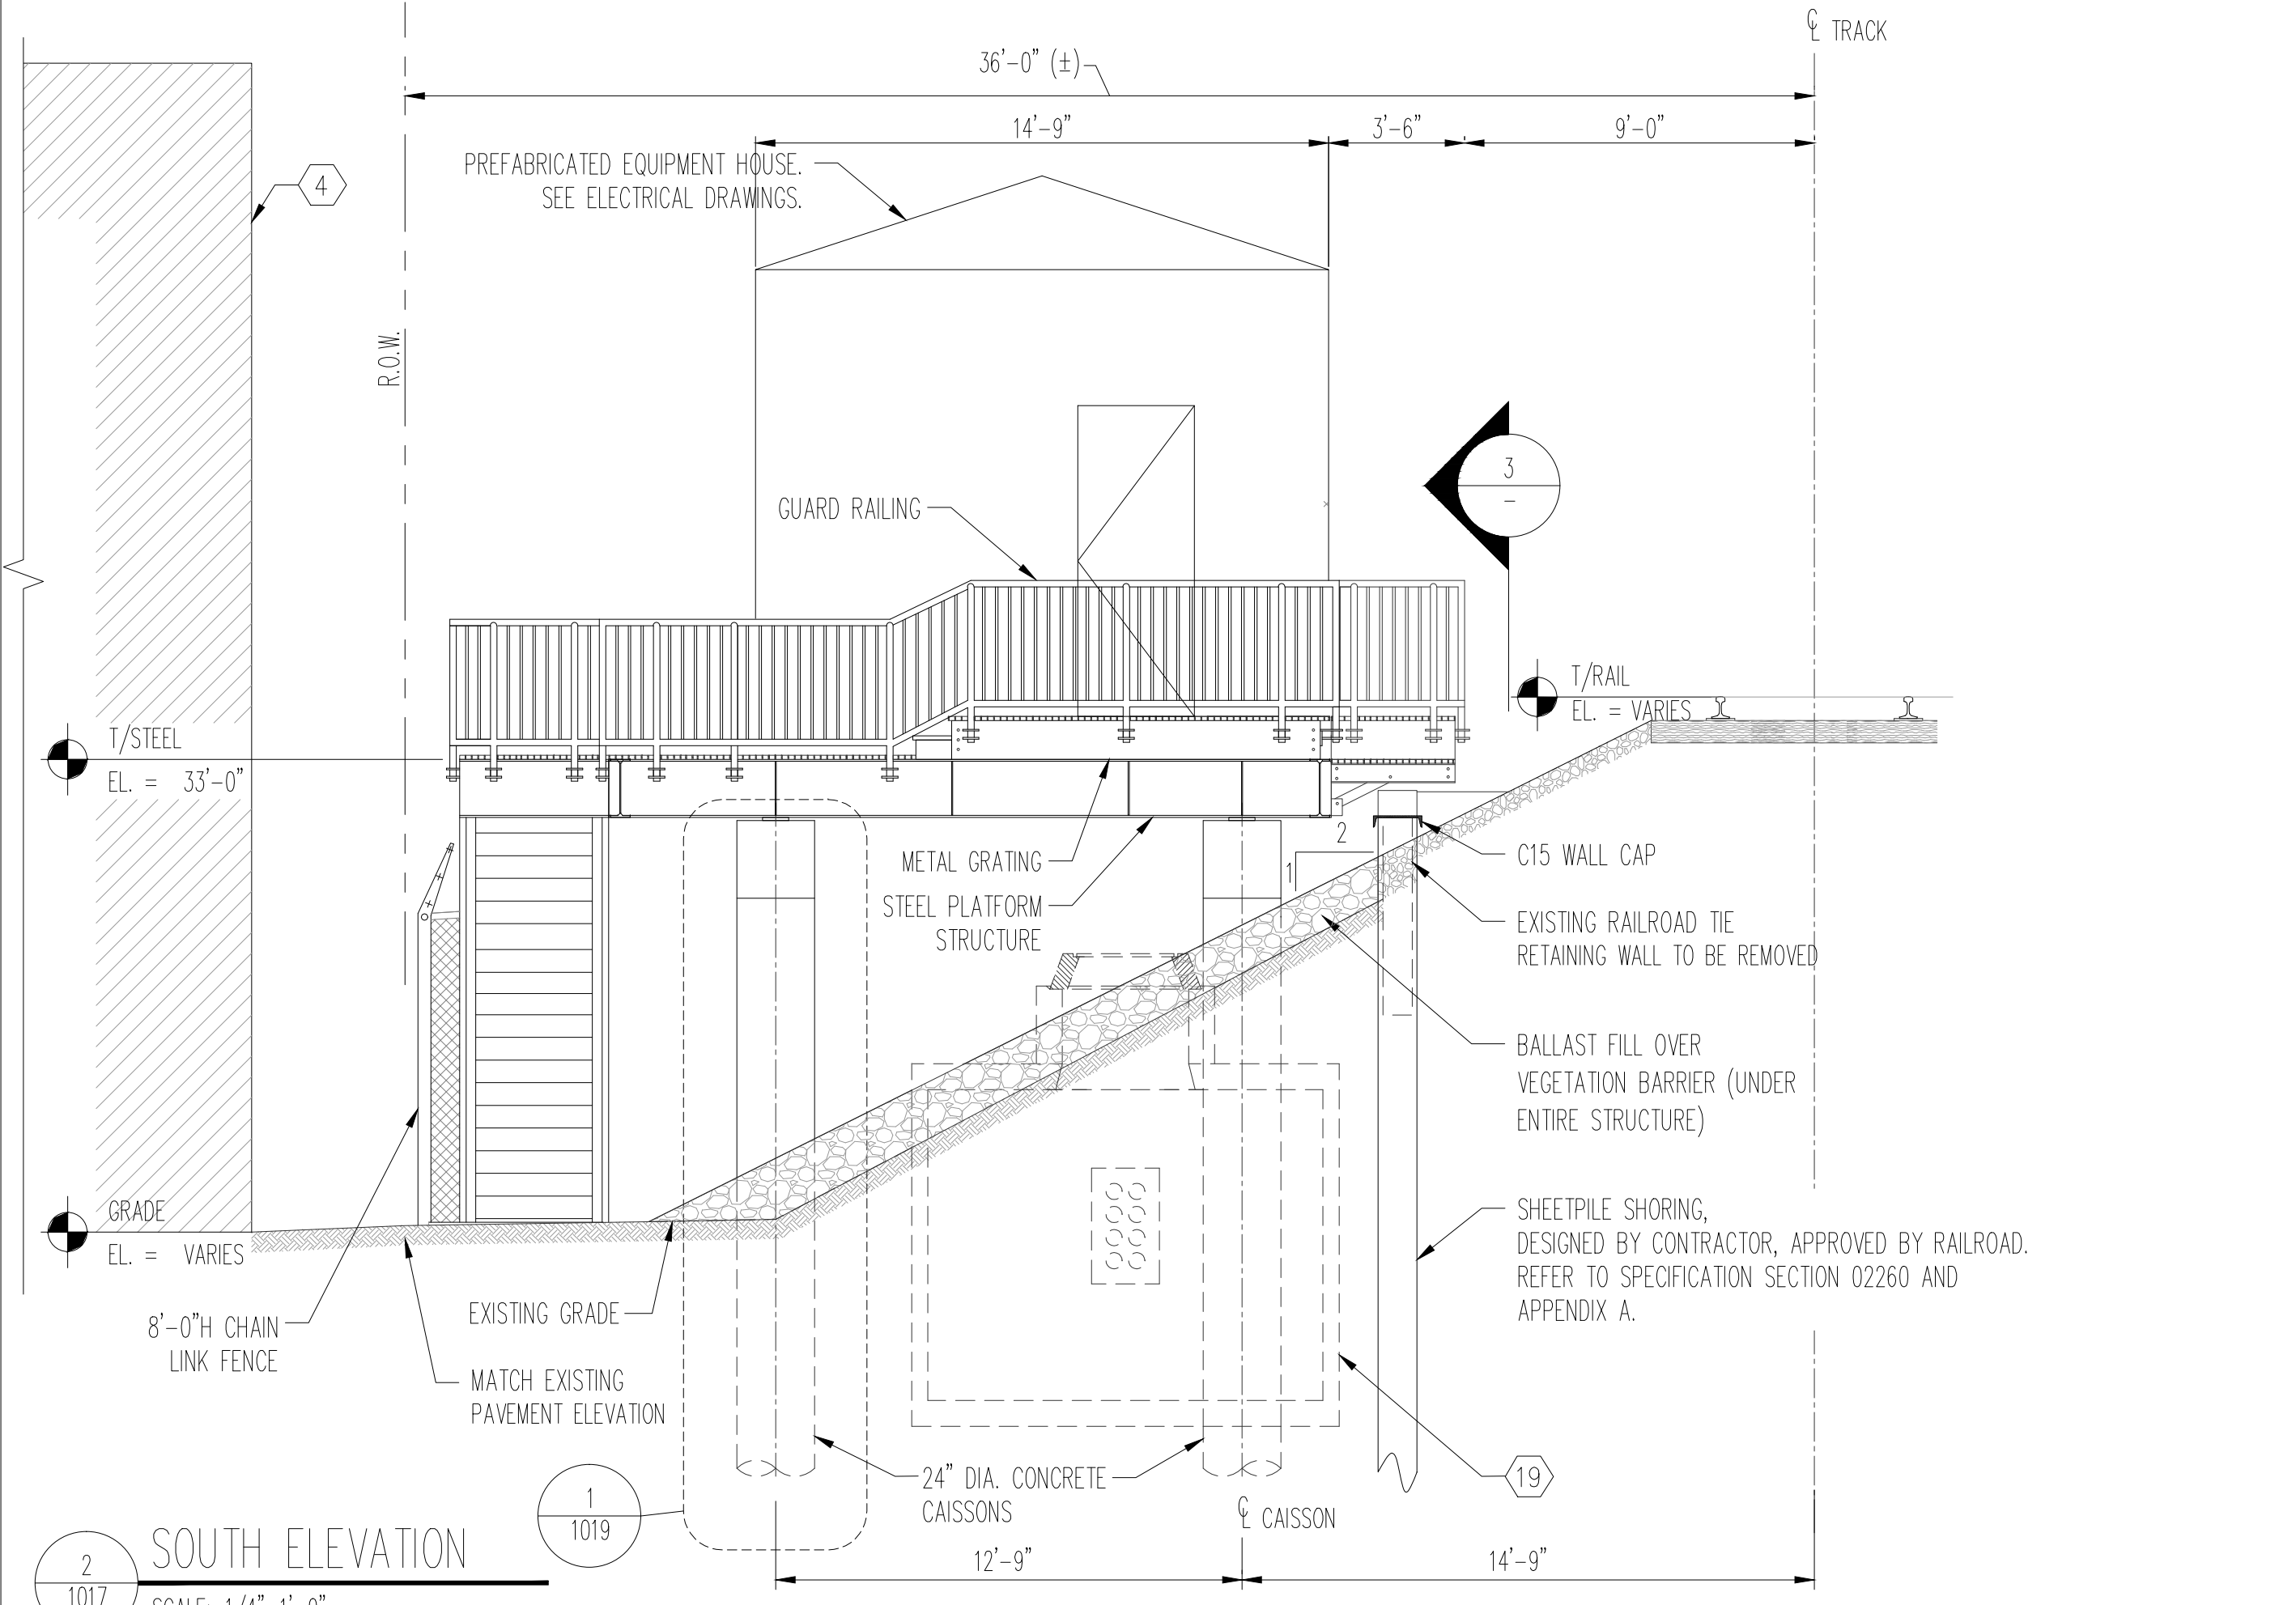 ℄ TRACK
36'-0" (±)
14'-9"
3'-6"
9'-0"
PREFABRICATED EQUIPMENT HOUSE.
SEE ELECTRICAL DRAWINGS.
4
R.O.W.
GUARD RAILING
3
–
T/RAIL
EL. = VARIES
T/STEEL
EL. = 33'-0"
2
1
METAL GRATING
STEEL PLATFORM
STRUCTURE
C15 WALL CAP
EXISTING RAILROAD TIE
RETAINING WALL TO BE REMOVED
BALLAST FILL OVER
VEGETATION BARRIER (UNDER
ENTIRE STRUCTURE)
SHEETPILE SHORING,
DESIGNED BY CONTRACTOR, APPROVED BY RAILROAD.
REFER TO SPECIFICATION SECTION 02260 AND
APPENDIX A.
GRADE
EL. = VARIES
8'-0"H CHAIN
LINK FENCE
EXISTING GRADE
MATCH EXISTING
PAVEMENT ELEVATION
24" DIA. CONCRETE
CAISSONS
℄ CAISSON
19
1
1019
12'-9"
14'-9"
2
1017
SOUTH ELEVATION
SCALE: 1/4"=1'-0"